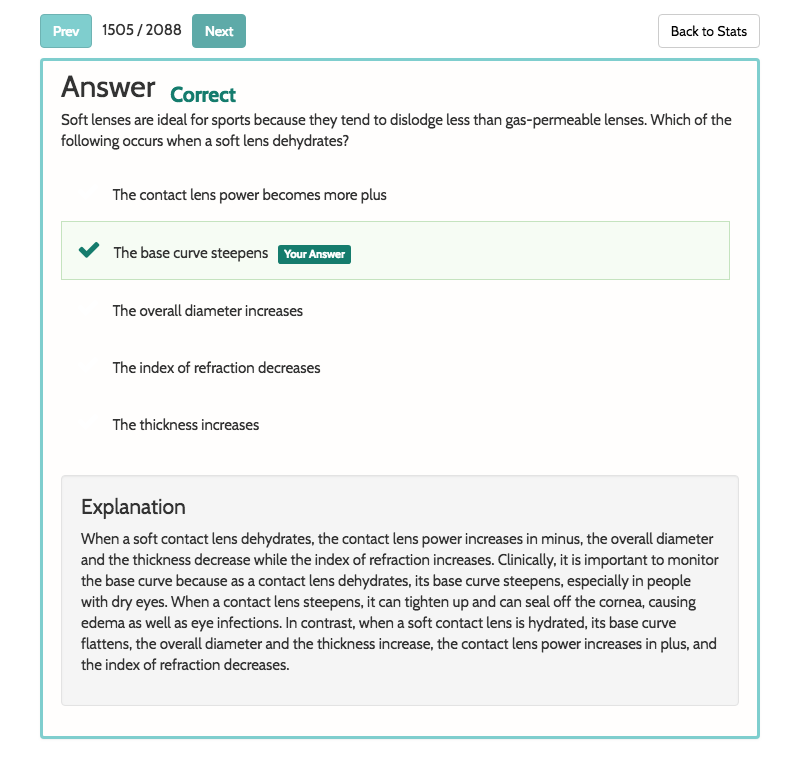 Prev 1505 / 2088 Next Back to Stats
Answer Correct
Soft lenses are ideal for sports because they tend to dislodge less than gas-permeable lenses. Which of the
following occurs when a soft lens dehydrates?
The contact lens power becomes more plus
The base curve steepens Your Answer
The overall diameter increases
The index of refraction decreases
The thickness increases
Explanation
When a soft contact lens dehydrates, the contact lens power increases in minus, the overall diameter
and the thickness decrease while the index of refraction increases. Clinically, it is important to monitor
the base curve because as a contact lens dehydrates, its base curve steepens, especially in people
with dry eyes. When a contact lens steepens, it can tighten up and can seal off the cornea, causing
edema as well as eye infections. In contrast, when a soft contact lens is hydrated, its base curve
flattens, the overall diameter and the thickness increase, the contact lens power increases in plus, and
the index of refraction decreases.